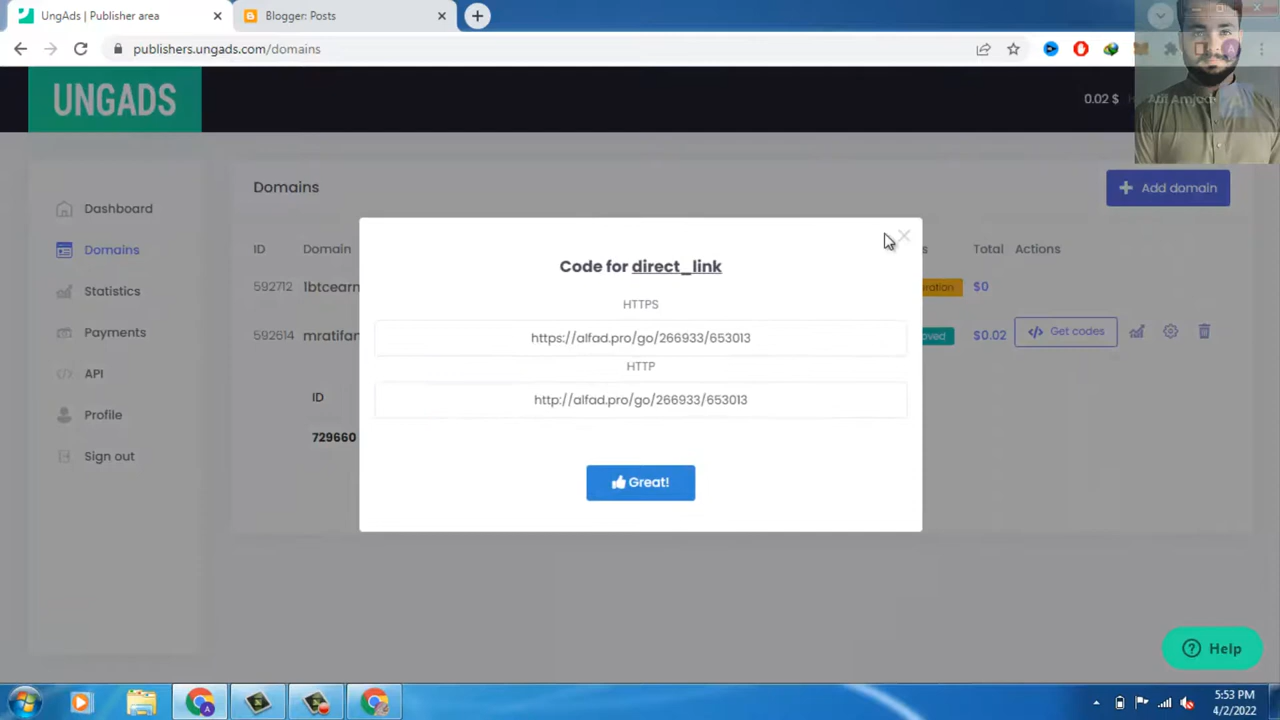 UngAds | Publisher area
Blogger: Posts
publishers.ungads.com/domains
UNGADS
0.02 $
Atif Amjad
Domains
Add domain
Dashboard
Domains
Statistics
Payments
API
Profile
Sign out
ID Domain Total Actions
592712 lbtcearn $0
592614 mratifan $0.02 Get codes
ID
729660
Code for direct_link
HTTPS
https://alfad.pro/go/266933/653013
HTTP
http://alfad.pro/go/266933/653013
Great!
Help
5:53 PM
4/2/2022